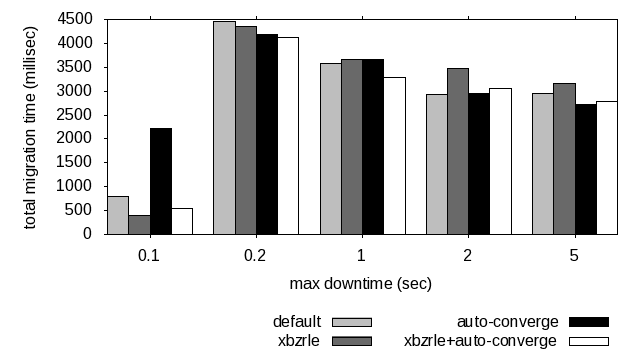 4500
4000
3500
3000
2500
2000
1500
1000
500
0
total migration time (millisec)
0.1 0.2 1 2 5
max downtime (sec)
default auto-converge
xbzrle xbzrle+auto-converge